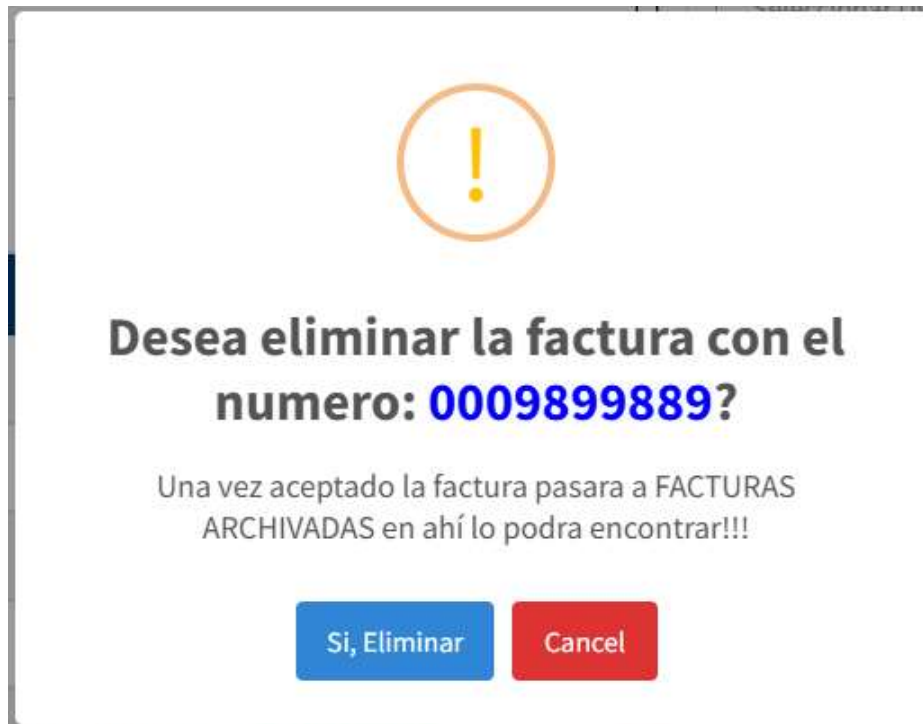 !
Desea eliminar la factura con el
numero: 0009899889?
Una vez aceptado la factura pasara a FACTURAS
ARCHIVADAS en ahí lo podra encontrar!!!
Si, Eliminar
Cancel